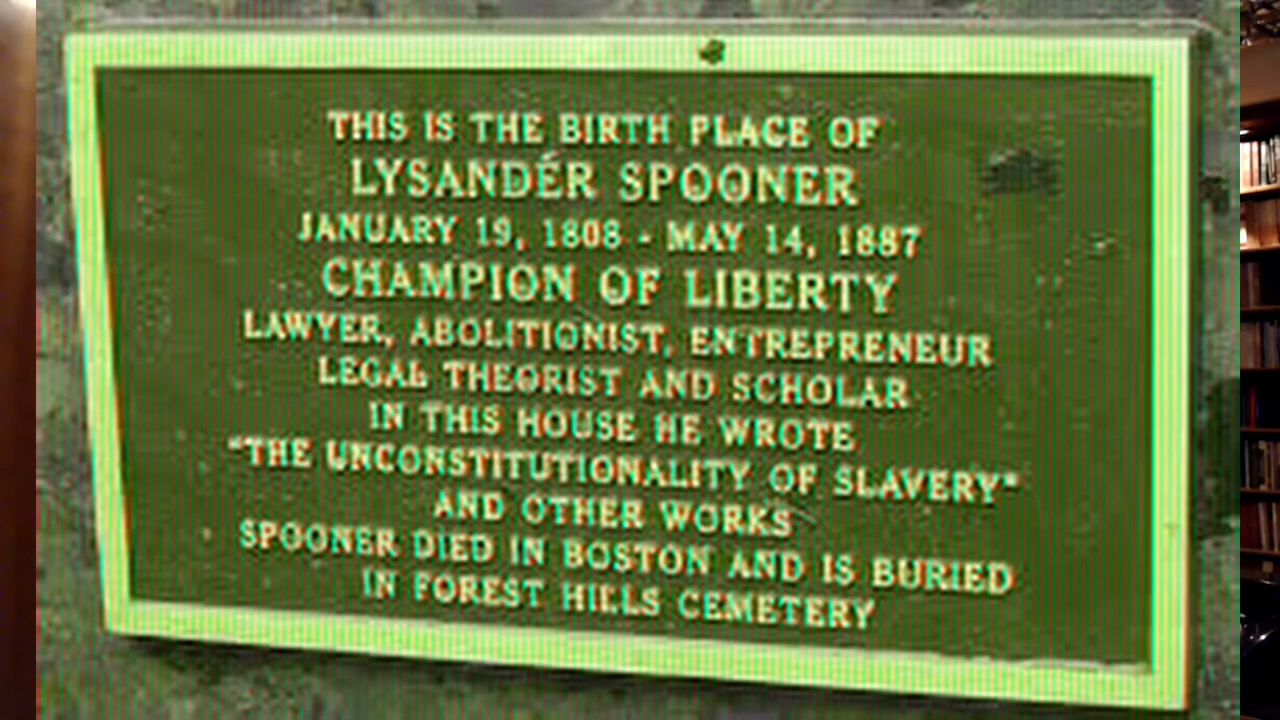 THIS IS THE BIRTH PLACE OF
LYSANDER SPOONER
JANUARY 19, 1808 - MAY 14, 1887
CHAMPION OF LIBERTY
LAWYER, ABOLITIONIST, ENTREPRENEUR
LEGAL THEORIST AND SCHOLAR
IN THIS HOUSE HE WROTE
"THE UNCONSTITUTIONALITY OF SLAVERY"
AND OTHER WORKS
SPOONER DIED IN BOSTON AND IS BURIED
IN FOREST HILLS CEMETERY